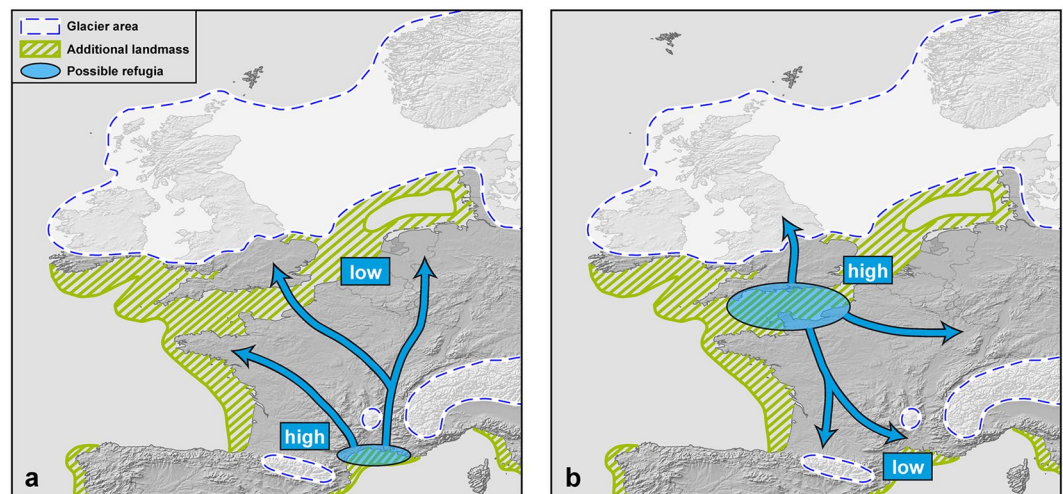 Glacier area
Additional landmass
Possible refugia
low
high
a
high
low
b